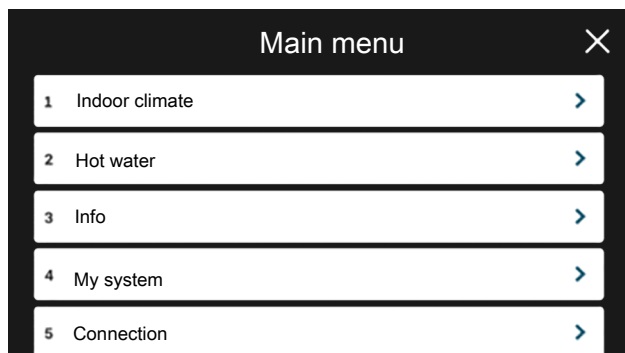 Main menu
1 Indoor climate
2 Hot water
3 Info
4 My system
5 Connection